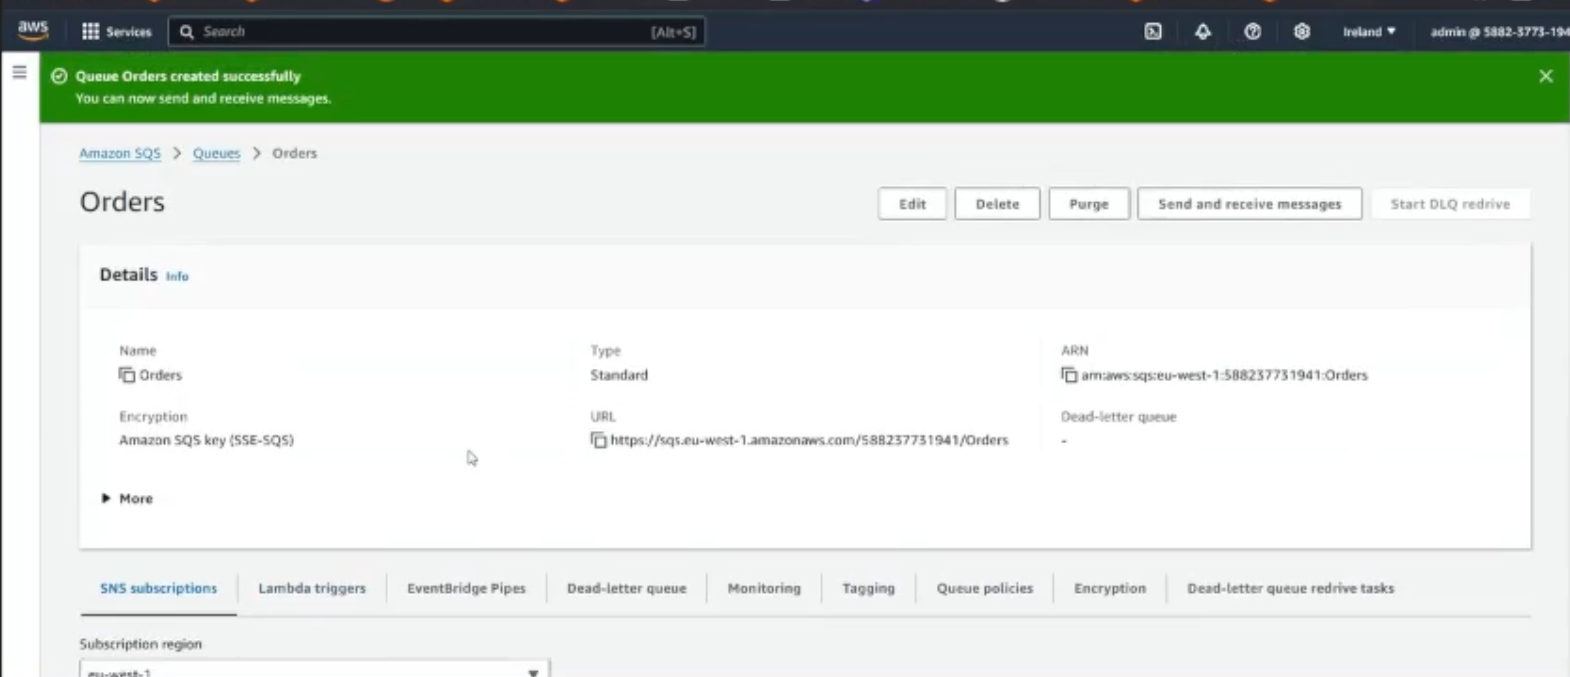 aws Services Search [Alt+S] Ireland admin @ 5882-3773-194
Queue Orders created successfully
You can now send and receive messages.
Amazon SQS > Queues > Orders
Orders Edit Delete Purge Send and receive messages Start DLQ redrive
Details Info
Name Type ARN
Orders Standard arn:aws:sqs:eu-west-1:588237731941:Orders
Encryption URL Dead-letter queue
Amazon SQS key (SSE-SQS) https://sqs.eu-west-1.amazonaws.com/588237731941/Orders -
More
SNS subscriptions Lambda triggers EventBridge Pipes Dead-letter queue Monitoring Tagging Queue policies Encryption Dead-letter queue redrive tasks
Subscription region
eu-west-1